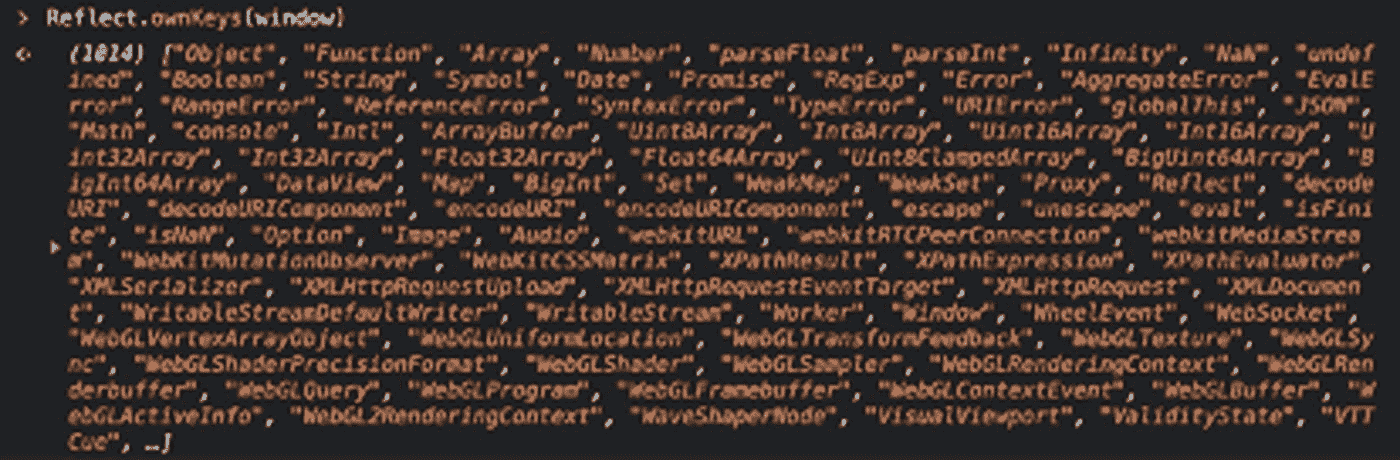 > Reflect.ownKeys(window)
(1014) ["Object", "Function", "Array", "Number", "parseFloat", "parseInt", "Infinity", "NaN", "undef
ined", "Boolean", "String", "Symbol", "Date", "Promise", "RegExp", "Error", "AggregateError", "EvalE
rror", "RangeError", "ReferenceError", "SyntaxError", "TypeError", "URIError", "globalThis", "JSON",
"Math", "console", "Intl", "ArrayBuffer", "Uint8Array", "Int8Array", "Uint16Array", "Int16Array", "U
int32Array", "Int32Array", "Float32Array", "Float64Array", "Uint8ClampedArray", "BigUint64Array", "B
igInt64Array", "DataView", "Map", "BigInt", "Set", "WeakMap", "WeakSet", "Proxy", "Reflect", "decode
URI", "decodeURIComponent", "encodeURI", "encodeURIComponent", "escape", "unescape", "eval", "isFini
te", "isNaN", "Option", "Image", "Audio", "webkitURL", "webkitRTCPeerConnection", "webkitMediaStrea
m", "WebKitMutationObserver", "WebKitCSSMatrix", "XPathResult", "XPathExpression", "XPathEvaluator",
"XMLSerializer", "XMLHttpRequestUpload", "XMLHttpRequestEventTarget", "XMLHttpRequest", "XMLDocumen
t", "WritableStreamDefaultWriter", "WritableStream", "Worker", "Window", "WheelEvent", "WebSocket",
"WebGLVertexArrayObject", "WebGLUniformLocation", "WebGLTransformFeedback", "WebGLTexture", "WebGLSy
nc", "WebGLShaderPrecisionFormat", "WebGLShader", "WebGLSampler", "WebGLRenderingContext", "WebGLRen
derbuffer", "WebGLQuery", "WebGLProgram", "WebGLFramebuffer", "WebGLContextEvent", "WebGLBuffer", "W
ebGLActiveInfo", "WebGL2RenderingContext", "WaveShaperNode", "VisualViewport", "ValidityState", "VTT
Cue", …]